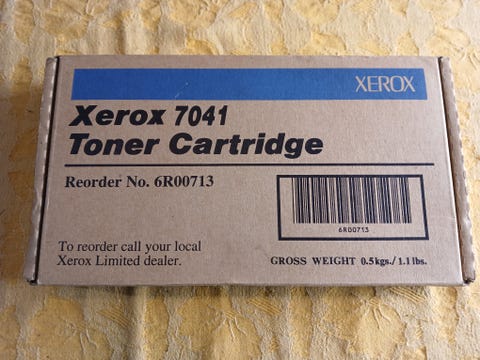 XEROX
Xerox 7041
Toner Cartridge
Reorder No. 6R00713
6R00713
To reorder call your local
Xerox Limited dealer.
GROSS WEIGHT 0.5kgs./1.1lbs.